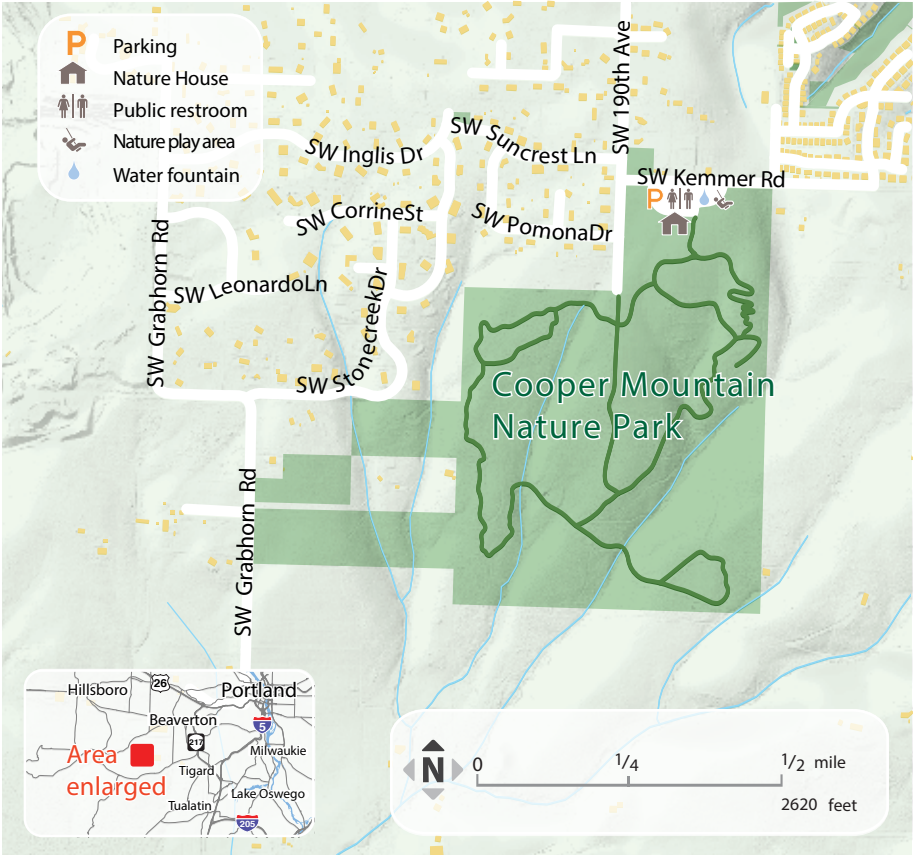 P Parking
Nature House
Public restroom
Nature play area
Water fountain
SW 190th Ave
SW Suncrest Ln
SW Inglis Dr
SW Kemmer Rd
P
SW CorrineSt
SW PomonaDr
SW Grabhorn Rd
SW LeonardoLn
SW StonecreekDr
Cooper Mountain
Nature Park
SW Grabhorn Rd
Hillsboro
26
Portland
Beaverton
5
217
Milwaukie
Area
enlarged
Tigard
Lake Oswego
Tualatin
205
N
0 1/4 1/2 mile
2620 feet